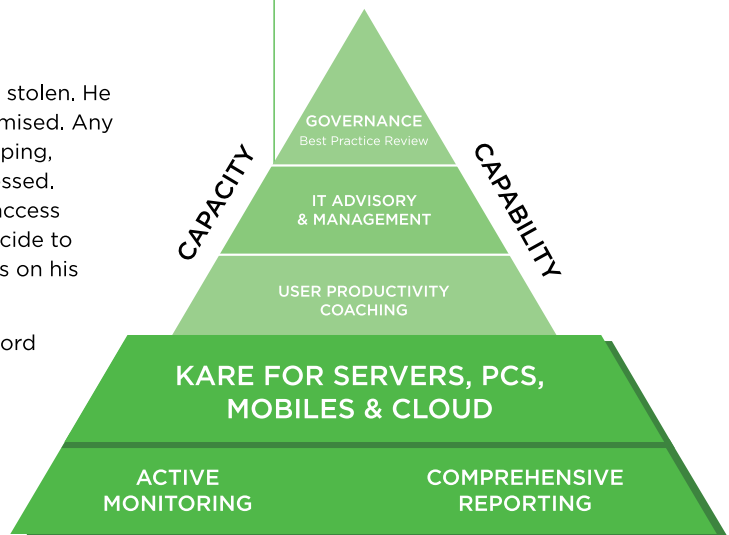 stolen. He
mised. Any
ping,
ssed.
ccess
cide to
s on his
ord
CAPACITY
CAPABILITY
GOVERNANCE
Best Practice Review
IT ADVISORY
& MANAGEMENT
USER PRODUCTIVITY
COACHING
KARE FOR SERVERS, PCS,
MOBILES & CLOUD
ACTIVE
MONITORING
COMPREHENSIVE
REPORTING